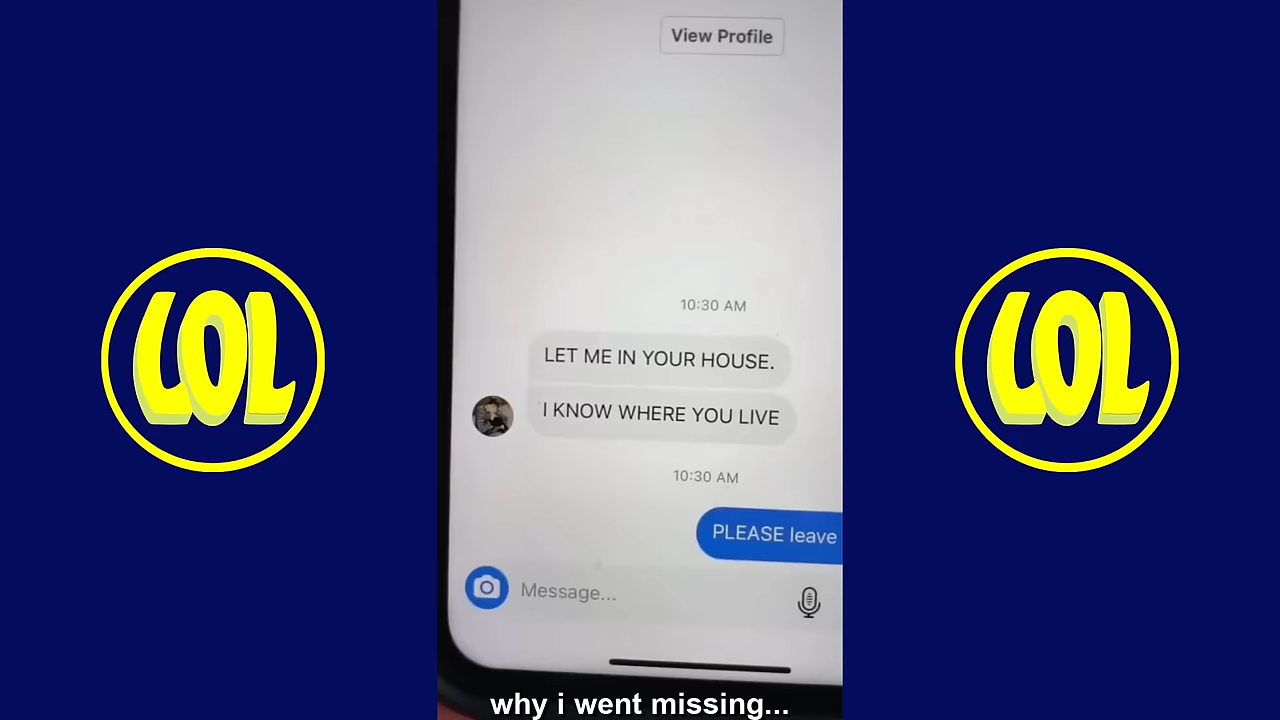 View Profile
10:30 AM
LET ME IN YOUR HOUSE.
I KNOW WHERE YOU LIVE
10:30 AM
PLEASE leave
Message...
LOL
LOL
why i went missing...